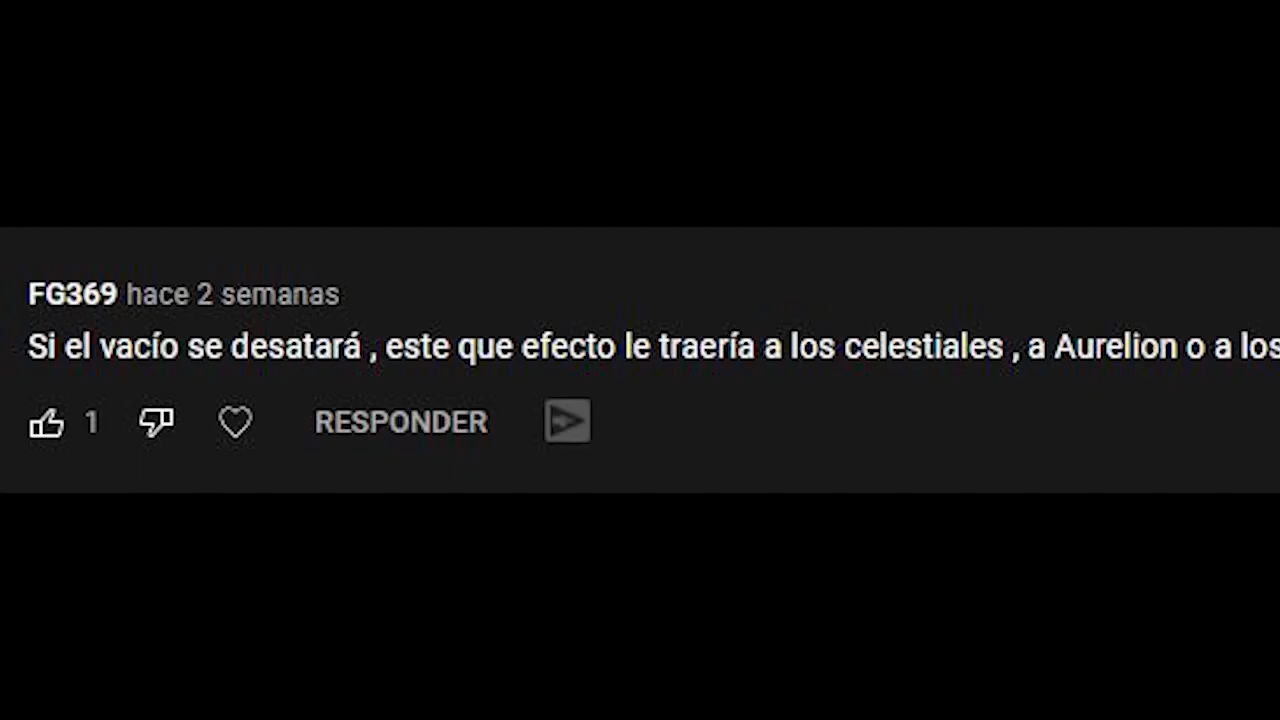 FG369 hace 2 semanas
Si el vacío se desatará , este que efecto le traería a los celestiales , a Aurelion o a los
1
RESPONDER